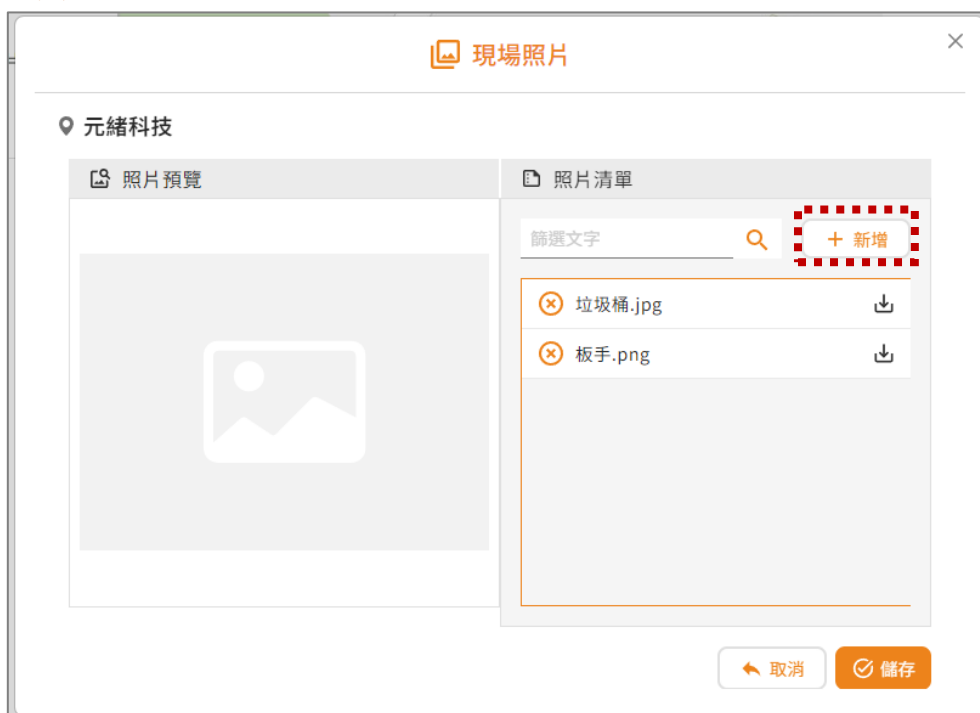 現場照片
元緒科技
照片預覽
照片清單
篩選文字
新增
垃圾桶.jpg
板手.png
取消
儲存